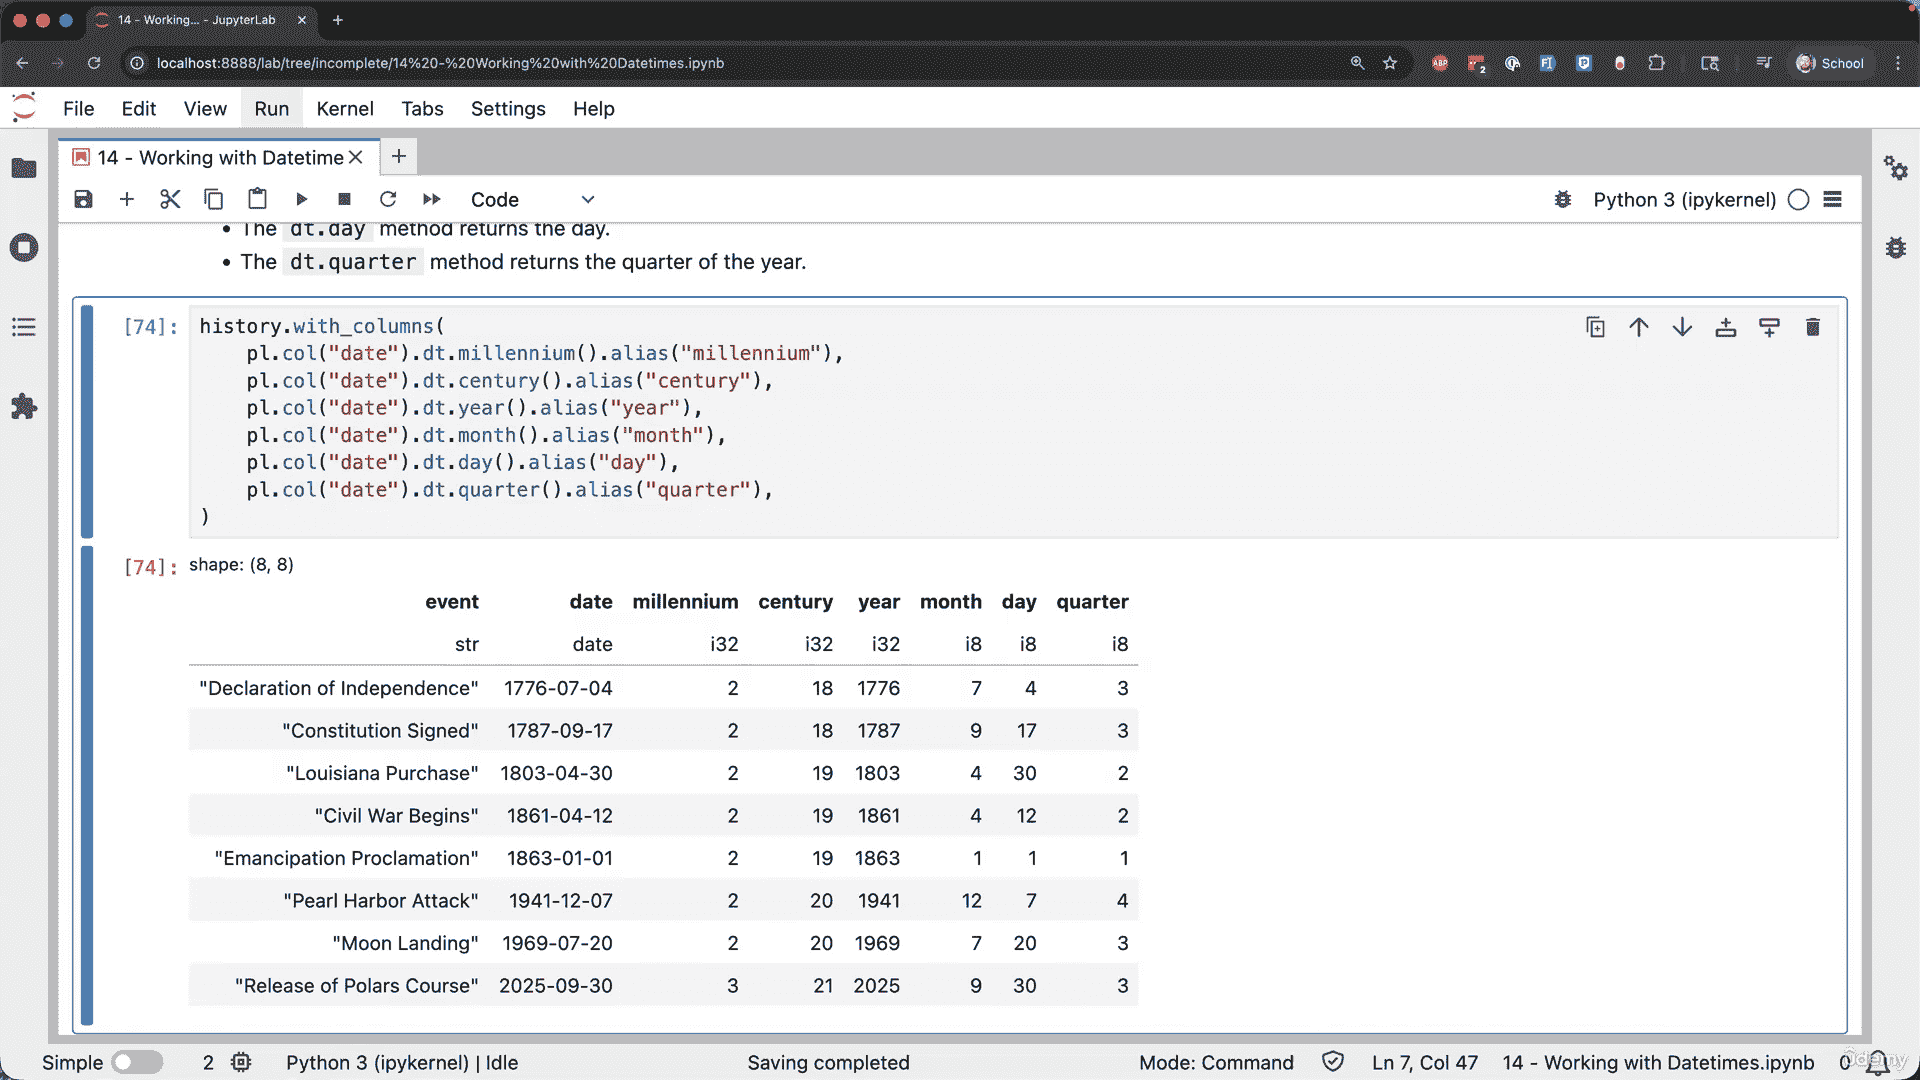 14 - Working... - JupyterLab
localhost:8888/lab/tree/incomplete/14%20-%20Working%20with%20Datetimes.ipynb
ABP
2
School
File Edit View Run Kernel Tabs Settings Help
14 - Working with Datetime
Code
Python 3 (ipykernel)
• The dt.day method returns the day.
• The dt.quarter method returns the quarter of the year.
[74]: history.with_columns(
pl.col("date").dt.millennium().alias("millennium"),
pl.col("date").dt.century().alias("century"),
pl.col("date").dt.year().alias("year"),
pl.col("date").dt.month().alias("month"),
pl.col("date").dt.day().alias("day"),
pl.col("date").dt.quarter().alias("quarter"),
)
[74]: shape: (8, 8)
event date millennium century year month day quarter
str date i32 i32 i32 i8 i8 i8
"Declaration of Independence" 1776-07-04 2 18 1776 7 4 3
"Constitution Signed" 1787-09-17 2 18 1787 9 17 3
"Louisiana Purchase" 1803-04-30 2 19 1803 4 30 2
"Civil War Begins" 1861-04-12 2 19 1861 4 12 2
"Emancipation Proclamation" 1863-01-01 2 19 1863 1 1 1
"Pearl Harbor Attack" 1941-12-07 2 20 1941 12 7 4
"Moon Landing" 1969-07-20 2 20 1969 7 20 3
"Release of Polars Course" 2025-09-30 3 21 2025 9 30 3
Simple 2 Python 3 (ipykernel) | Idle Saving completed Mode: Command Ln 7, Col 47 14 - Working with Datetimes.ipynb 0
udemy